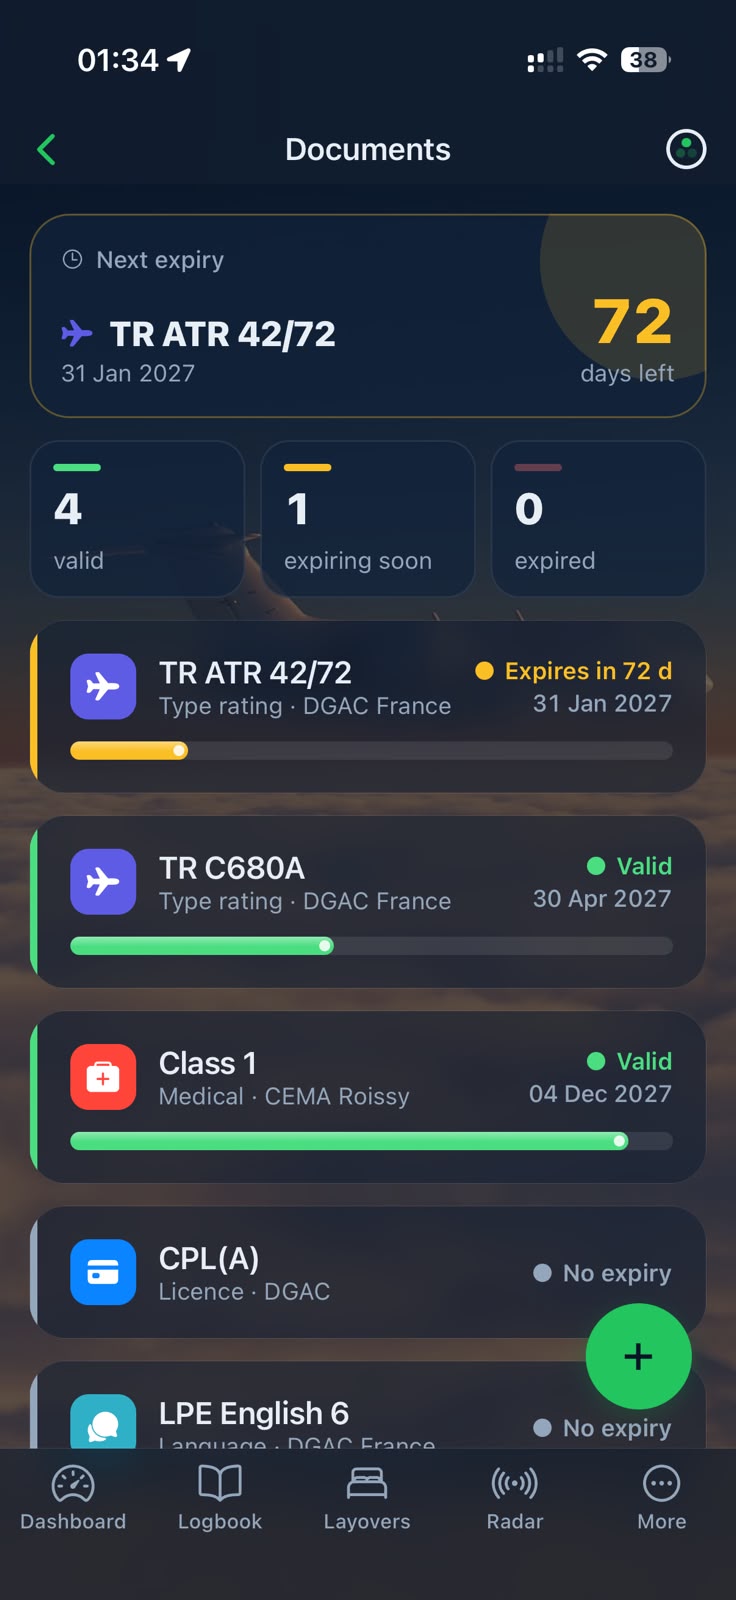 01:34
38
Documents
Next expiry
TR ATR 42/72
31 Jan 2027
72
days left
4
valid
1
expiring soon
0
expired
TR ATR 42/72
Expires in 72 d
Type rating · DGAC France
31 Jan 2027
TR C680A
Valid
Type rating · DGAC France
30 Apr 2027
Class 1
Valid
Medical · CEMA Roissy
04 Dec 2027
CPL(A)
Licence · DGAC
No expiry
LPE English 6
Language · DGAC France
No expiry
Dashboard
Logbook
Layovers
Radar
More